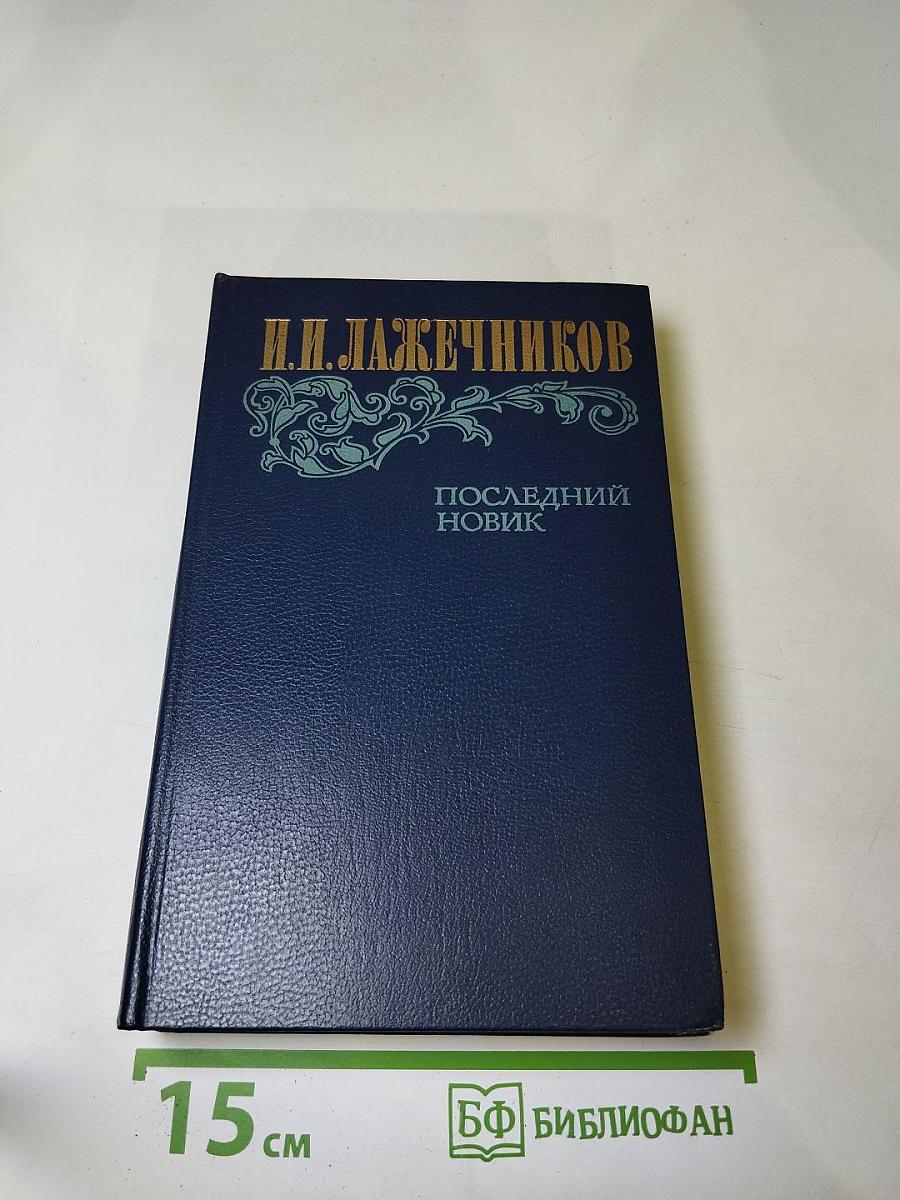 И.И.ЛАЖЕЧНИКОВ
ПОСЛЕДНИЙ
НОВИК
15 см
БФ БИБЛИОФАН